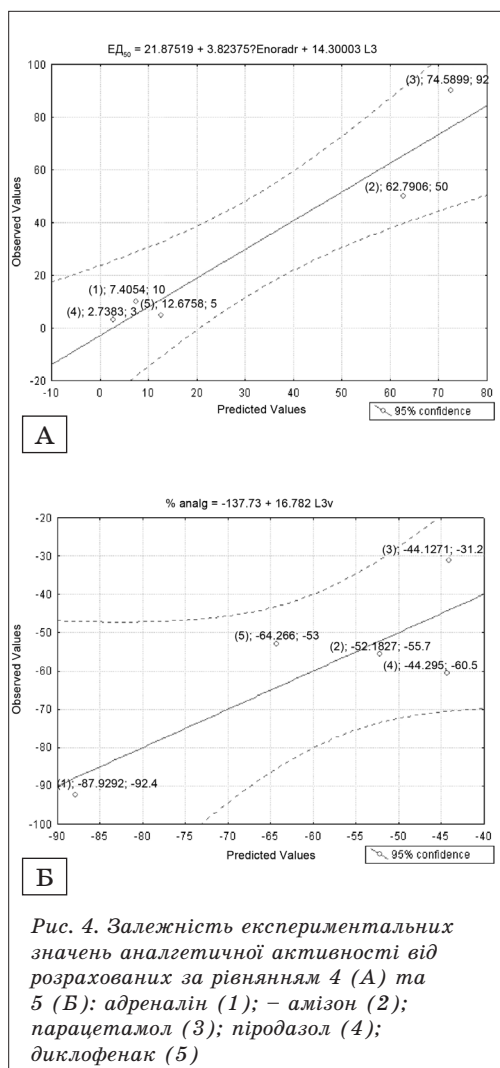 ЕД50 = 21.87519 + 3.82375?Enoradr + 14.30003 L3
100
(3); 74.5899; 92
80
60
(2); 62.7906; 50
40
20
(1); 7.4054; 10
(4); 2.7383; 3
(5); 12.6758; 5
0
-20
Observed Values
-10 0 10 20 30 40 50 60 70 80
Predicted Values
95% confidence
А
% analg = -137.73 + 16.782 L3v
-20
(3); -44.1271; -31.2
-30
-40
(5); -64.266; -53
-50
(2); -52.1827; -55.7
(4); -44.295; -60.5
-60
-70
-80
(1); -87.9292; -92.4
-90
-100
Observed Values
-90 -85 -80 -75 -70 -65 -60 -55 -50 -45 -40
Predicted Values
95% confidence
Б
Рис. 4. Залежність експериментальних
значень аналгетичної активності від
розрахованих за рівнянням 4 (А) та
5 (Б): адреналін (1); – амізон (2);
парацетамол (3); піродазол (4);
диклофенак (5)